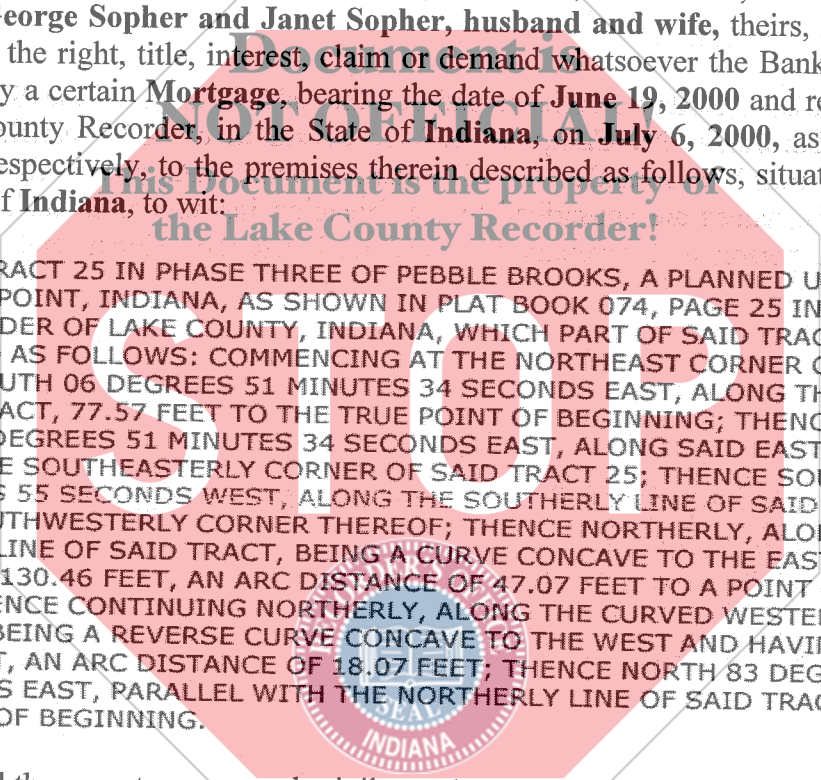 eorge Sopher and Janet Sopher, husband and wife, theirs,
the right, title, interest, claim or demand whatsoever the Bank
y a certain Mortgage, bearing the date of June 19, 2000 and re
ounty Recorder, in the State of Indiana, on July 6, 2000, as
espectively, to the premises therein described as follows, situat
f Indiana, to wit:
Document is
NOT OFFICIAL!
This Document is the property of
the Lake County Recorder!
STOP
RACT 25 IN PHASE THREE OF PEBBLE BROOKS, A PLANNED U
POINT, INDIANA, AS SHOWN IN PLAT BOOK 074, PAGE 25 IN
DER OF LAKE COUNTY, INDIANA, WHICH PART OF SAID TRAC
AS FOLLOWS: COMMENCING AT THE NORTHEAST CORNER O
UTH 06 DEGREES 51 MINUTES 34 SECONDS EAST, ALONG TH
ACT, 77.57 FEET TO THE TRUE POINT OF BEGINNING; THENC
DEGREES 51 MINUTES 34 SECONDS EAST, ALONG SAID EAST
E SOUTHEASTERLY CORNER OF SAID TRACT 25; THENCE SOU
S 55 SECONDS WEST, ALONG THE SOUTHERLY LINE OF SAID
UTHWESTERLY CORNER THEREOF; THENCE NORTHERLY, ALON
LINE OF SAID TRACT, BEING A CURVE CONCAVE TO THE EAST
130.46 FEET, AN ARC DISTANCE OF 47.07 FEET TO A POINT
ENCE CONTINUING NORTHERLY, ALONG THE CURVED WESTE
BEING A REVERSE CURVE CONCAVE TO THE WEST AND HAVIN
T, AN ARC DISTANCE OF 18.07 FEET; THENCE NORTH 83 DEG
S EAST, PARALLEL WITH THE NORTHERLY LINE OF SAID TRAC
OF BEGINNING.
SEAL
INDIANA